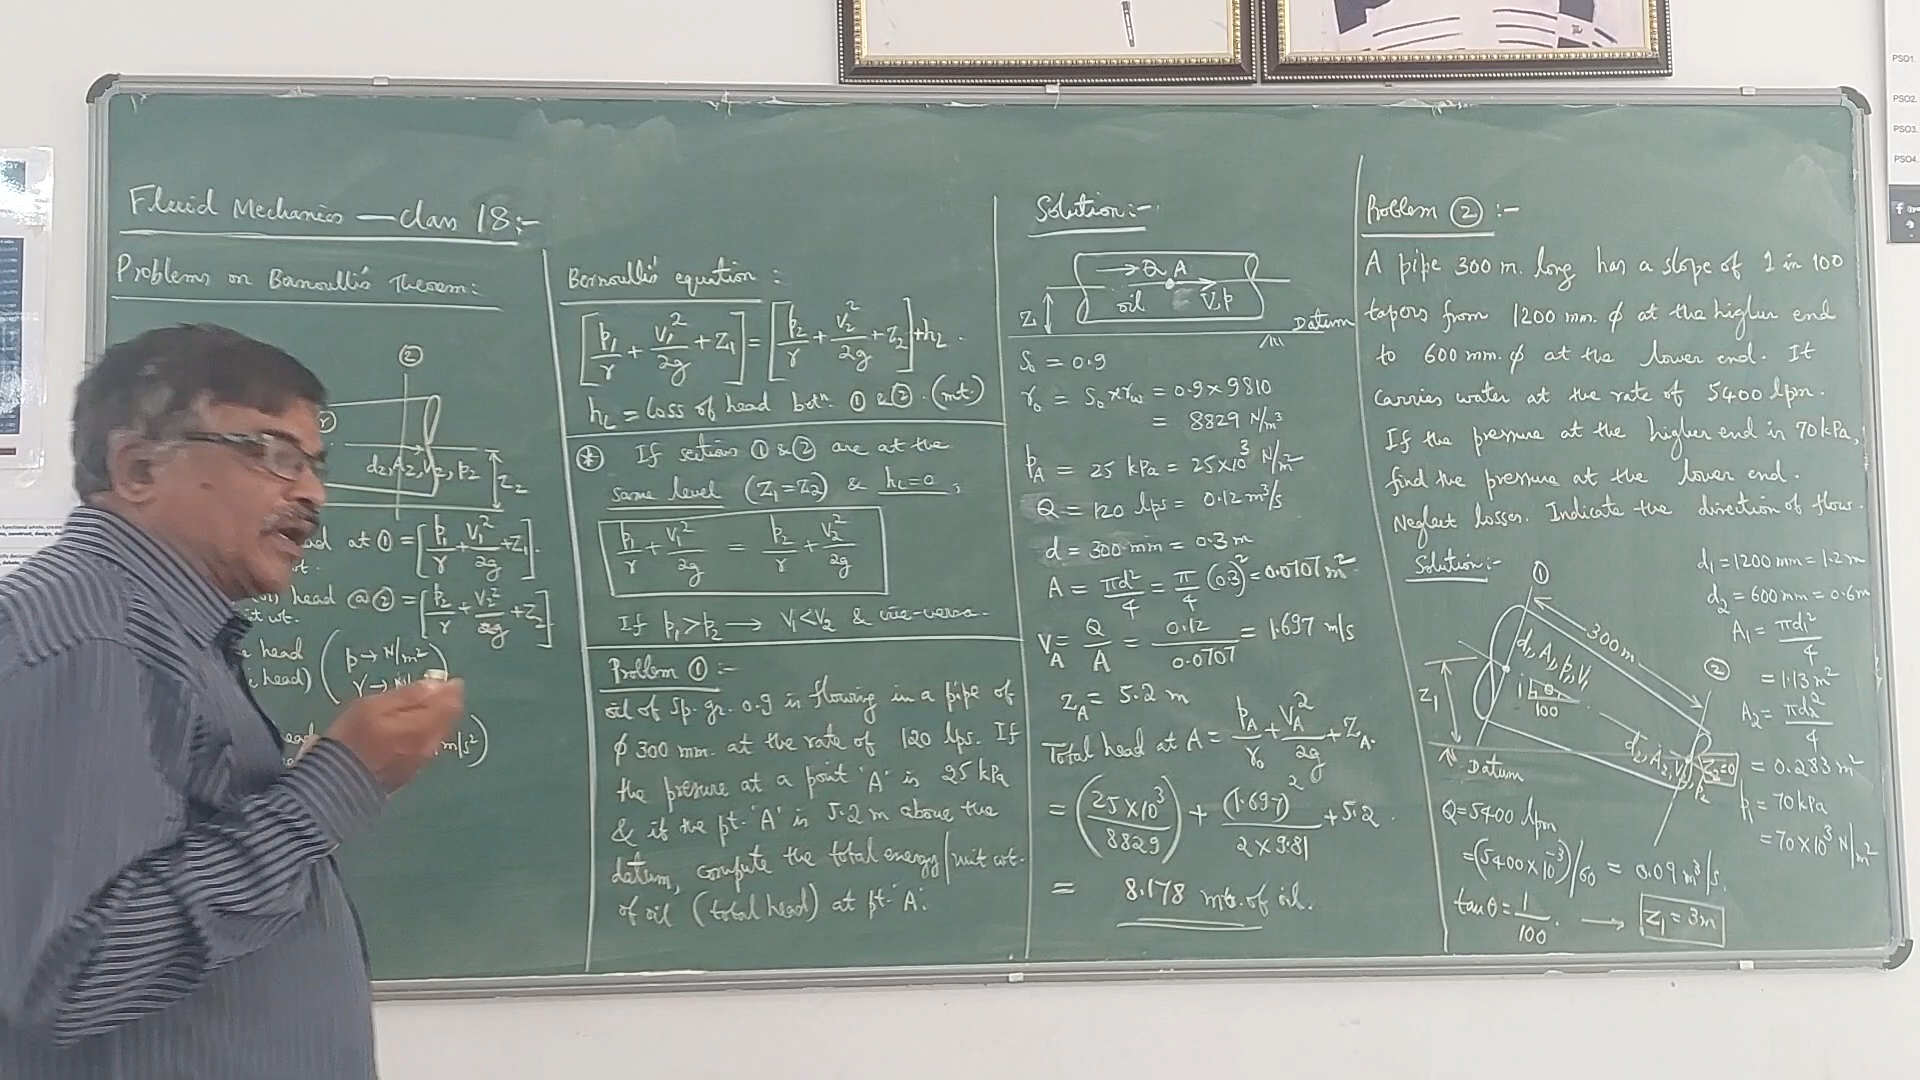 Fluid Mechanics — class 18:-
Problems on Bernoulli's Theorem:
②
d2, A2, V2, p2
Z2
at ① = [p1/γ + V1²/2g + Z1].
wt.
head @ ② = [p2/γ + V2²/2g + Z2]
wt.
head (p → N/m²
head) γ →
m/s²)
Bernoulli's equation :
[p1/γ + V1²/2g + Z1] = [p2/γ + V2²/2g + Z2] + hL .
hL = Loss of head betn. ① & ② . (mt.)
✱ If sections ① & ② are at the
same level (Z1=Z2) & hL=0,
p1/γ + V1²/2g = p2/γ + V2²/2g
If p1>p2 → V1<V2 & vice-versa.
Problem ① :-
oil of sp. gr. 0.9 is flowing in a pipe of
φ 300 mm. at the rate of 120 lps. If
the pressure at a point 'A' is 25 kPa
& if the pt. 'A' is 5.2 m above the
datum, compute the total energy/unit wt.
of oil (total head) at pt. 'A'.
Solution:-
→ Q A
oil V, p
Z
Datum
S0 = 0.9
γ0 = S0 × γw = 0.9 × 9810
= 8829 N/m³
pA = 25 kPa = 25×10³ N/m²
Q = 120 lps = 0.12 m³/s
d = 300 mm = 0.3 m
A = πd²/4 = π/4 (0.3)² = 0.0707 m²
VA = Q/A = 0.12/0.0707 = 1.697 m/s
ZA = 5.2 m
Total head at A = pA/γ0 + VA²/2g + ZA.
= (25×10³/8829) + (1.697)²/2×9.81 + 5.2 .
= 8.178 mts. of oil.
Problem ② :-
A pipe 300 m. long has a slope of 1 in 100
tapers from 1200 mm. φ at the higher end
to 600 mm. φ at the lower end. It
carries water at the rate of 5400 lpm.
If the pressure at the higher end is 70 kPa,
find the pressure at the lower end.
Neglect losses. Indicate the direction of flow.
Solution:-
①
300 m
d1, A1, p1, V1
1 θ
100
Z1
②
d2, A2, V2, p2
Z2=0
Datum
d1 = 1200 mm = 1.2 m
d2 = 600 mm = 0.6 m
A1 = πd1²/4
= 1.13 m²
A2 = πd2²/4
= 0.283 m²
p1 = 70 kPa
= 70×10³ N/m²
Q = 5400 lpm
= (5400×10⁻³)/60 = 0.09 m³/s.
tan θ = 1/100 . → Z1 = 3m
PSO1.
PSO2.
PSO3.
PSO4.